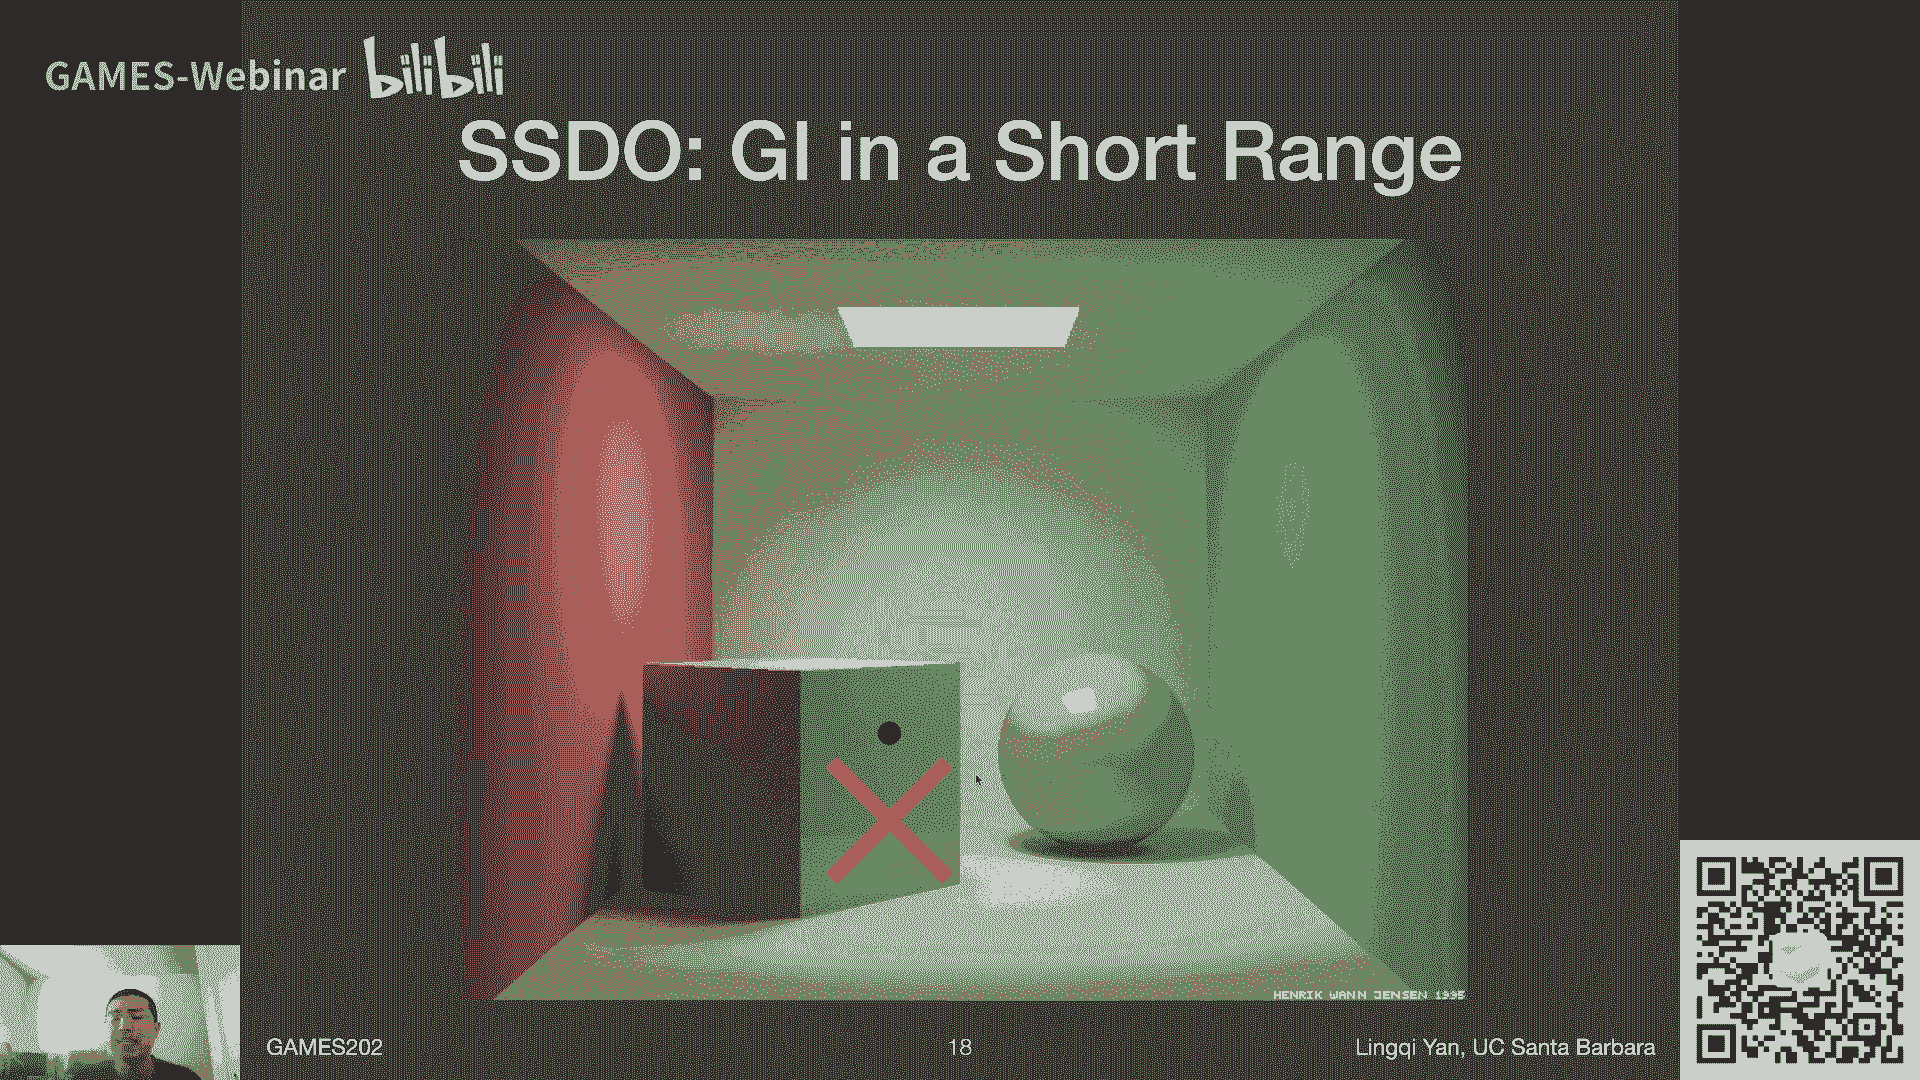 GAMES-Webinar bilibili
SSDO: GI in a Short Range
HENRIK WANN JENSEN 1995
GAMES202
18
Lingqi Yan, UC Santa Barbara